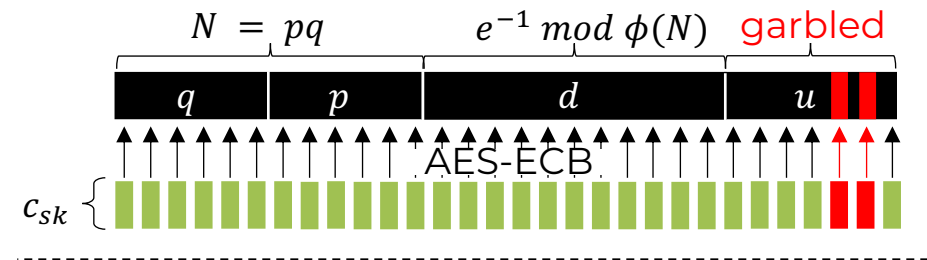 N = pq e⁻¹ mod ϕ(N) garbled
q p d u
AES-ECB
c_{sk}